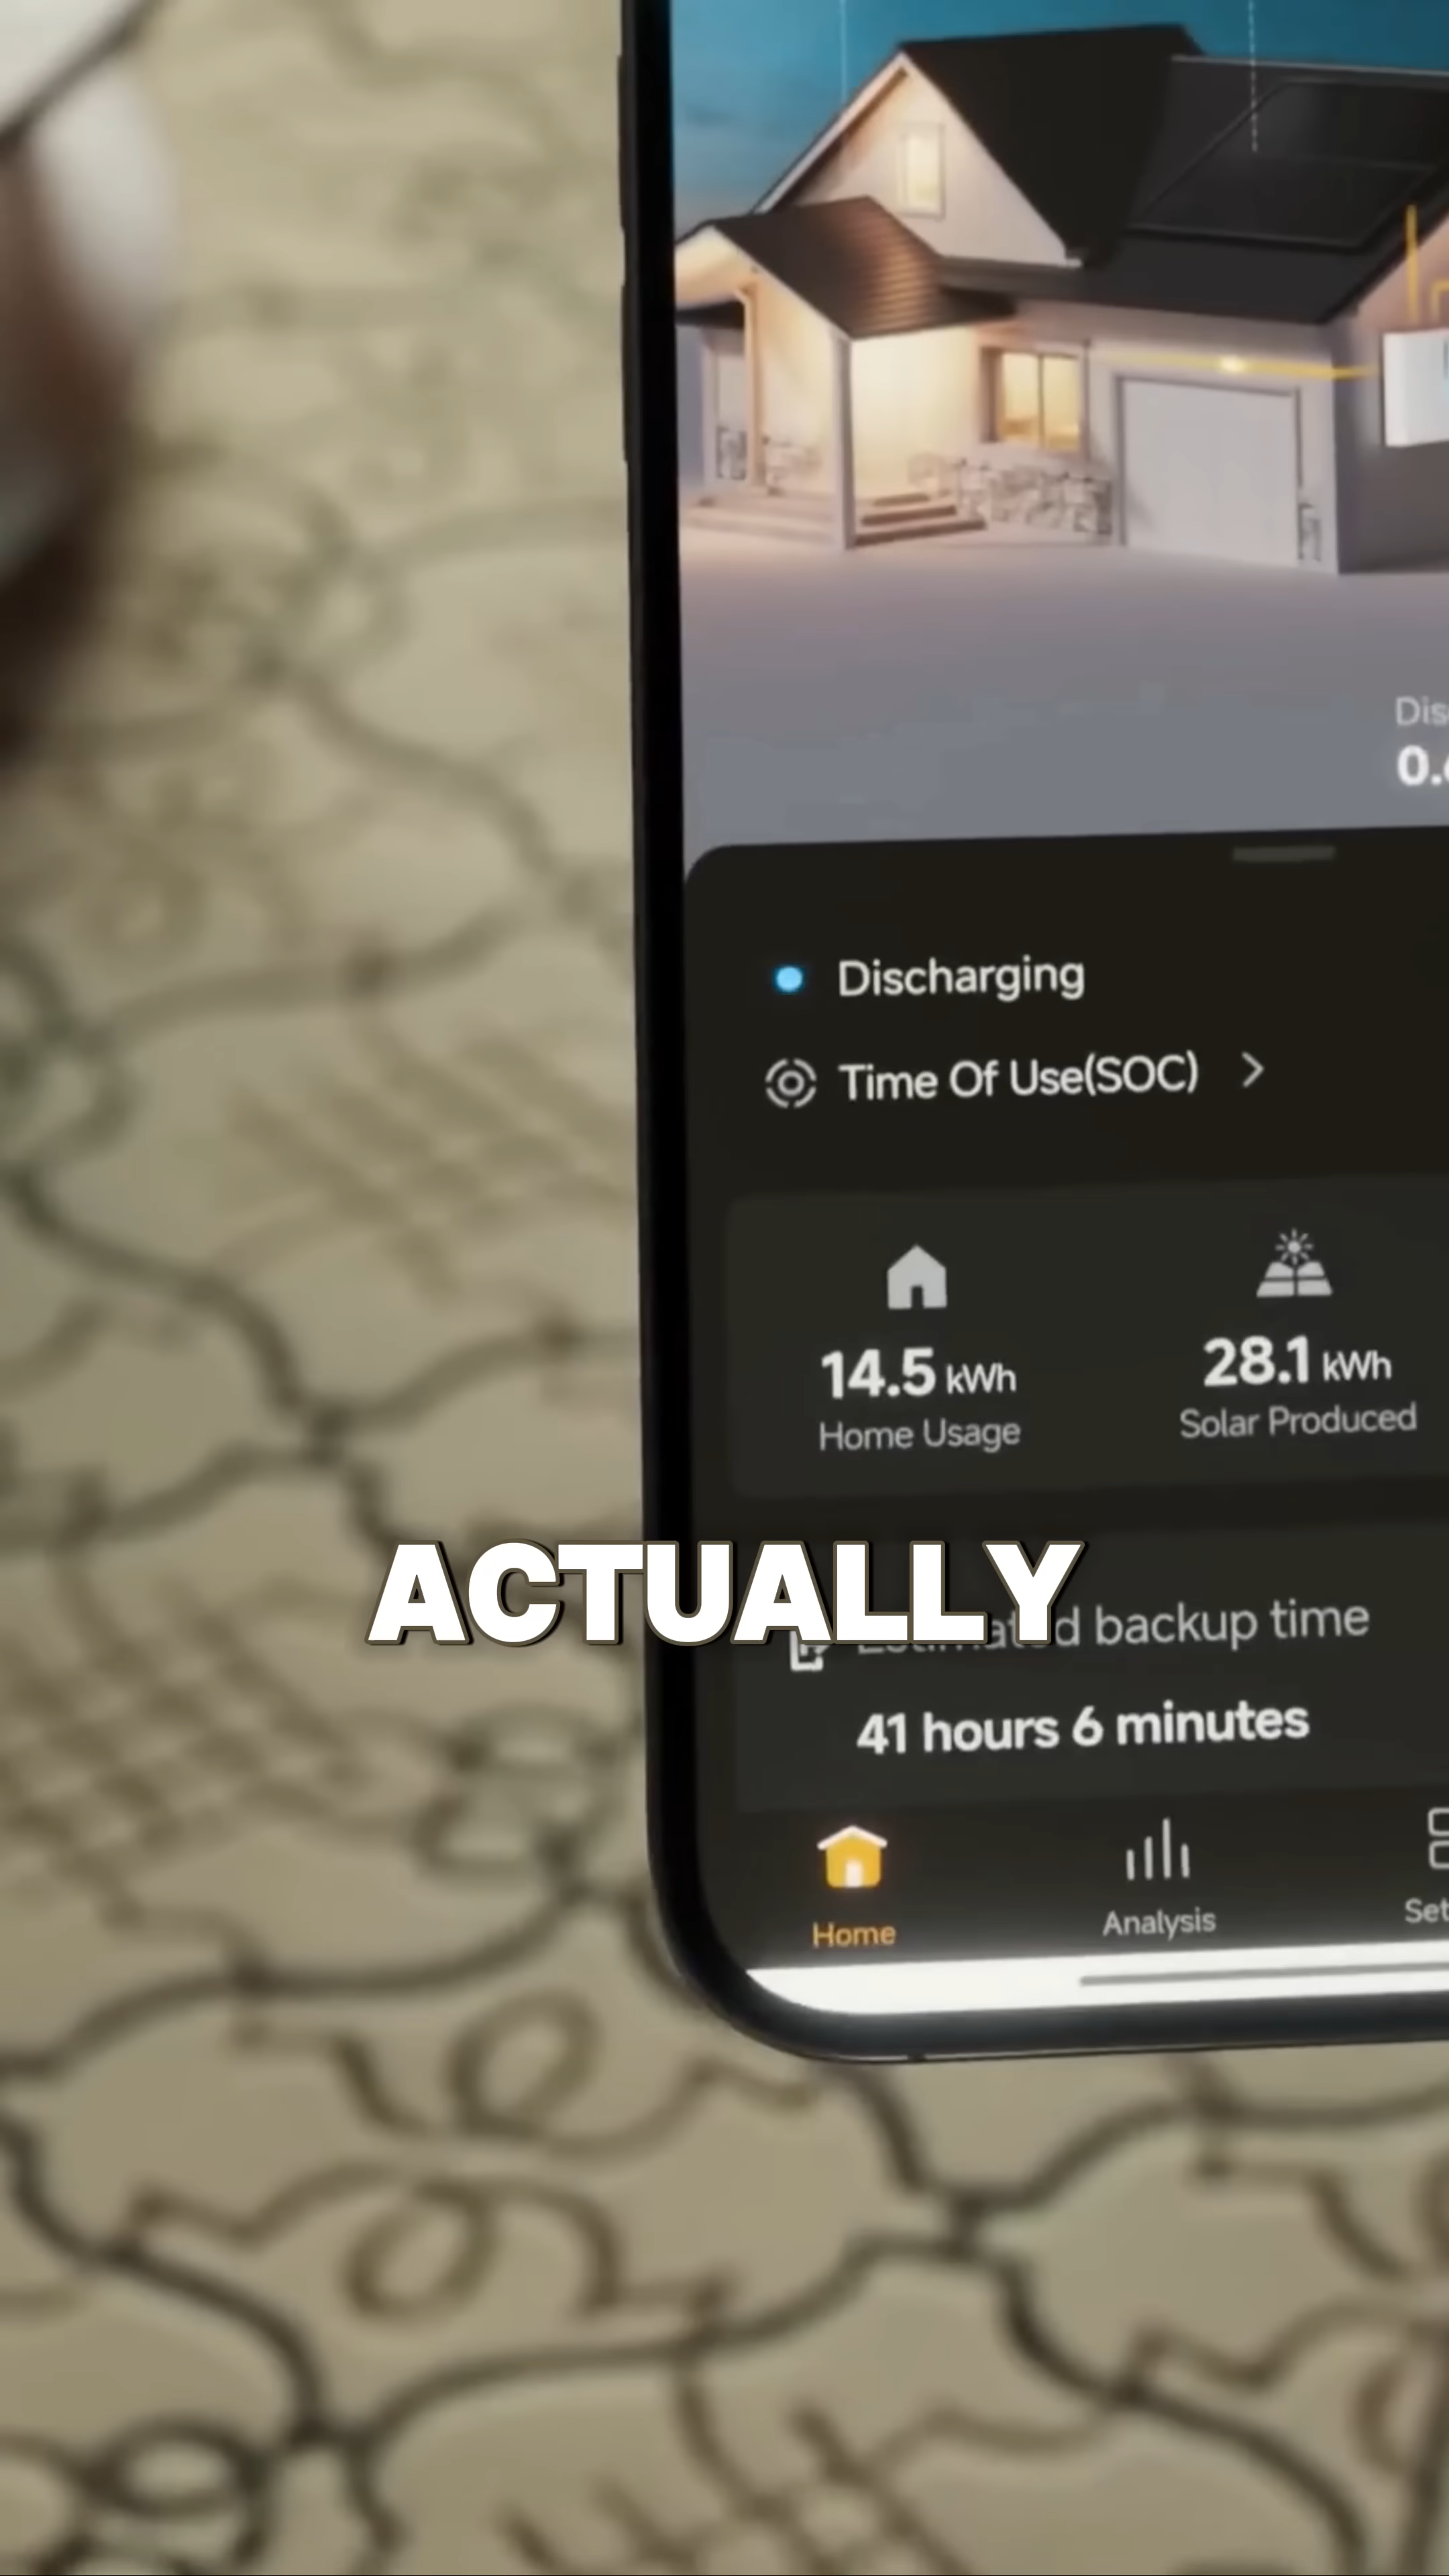 Discharging
Time Of Use(SOC)
14.5 kWh
28.1 kWh
Home Usage
Solar Produced
ACTUALLY
Estimated backup time
41 hours 6 minutes
Home
Analysis